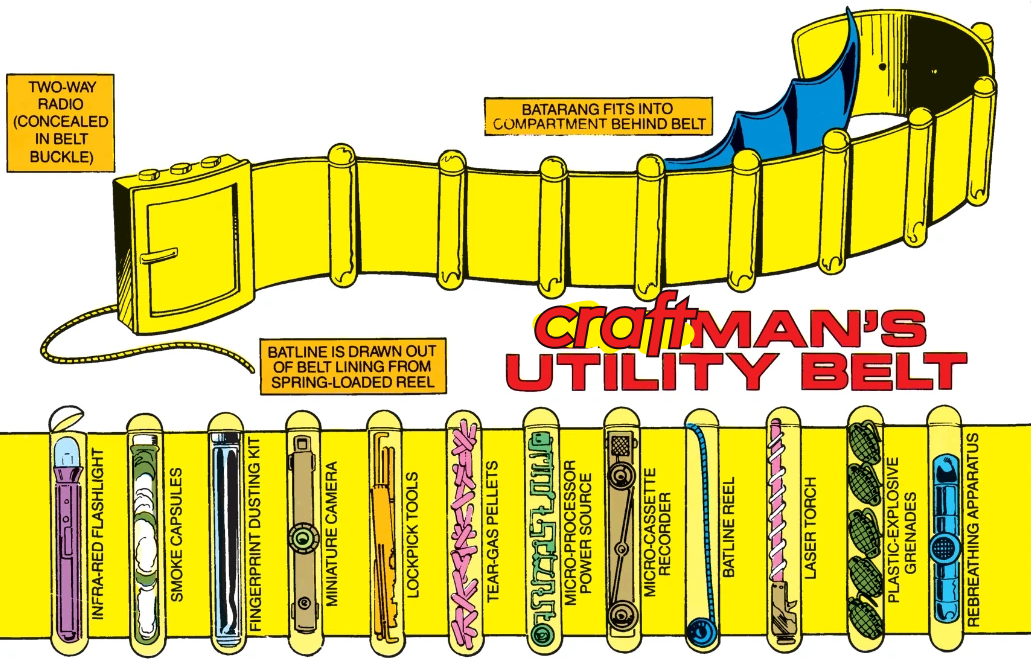 TWO-WAY
RADIO
(CONCEALED
IN BELT
BUCKLE)
BATARANG FITS INTO
COMPARTMENT BEHIND BELT
BATLINE IS DRAWN OUT
OF BELT LINING FROM
SPRING-LOADED REEL
craftMAN'S
UTILITY BELT
INFRA-RED FLASHLIGHT
SMOKE CAPSULES
FINGERPRINT DUSTING KIT
MINIATURE CAMERA
LOCKPICK TOOLS
TEAR-GAS PELLETS
MICRO-PROCESSOR
POWER SOURCE
MICRO-CASSETTE
RECORDER
BATLINE REEL
LASER TORCH
PLASTIC-EXPLOSIVE
GRENADES
REBREATHING APPARATUS